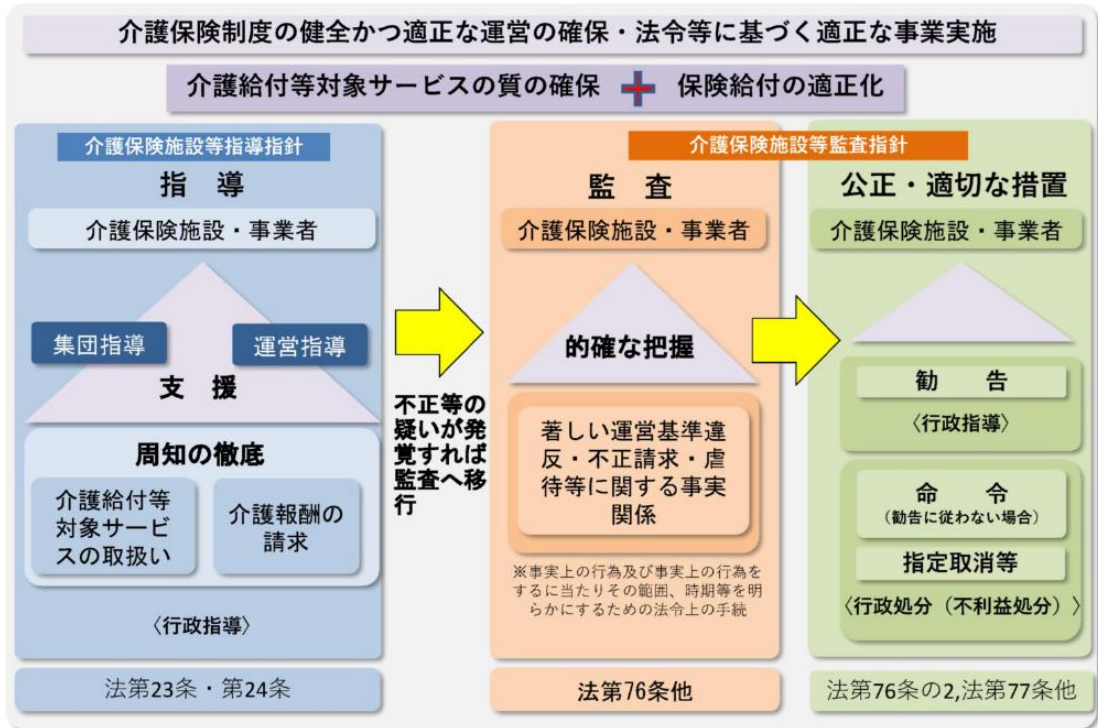 介護保険制度の健全かつ適正な運営の確保・法令等に基づく適正な事業実施
介護給付等対象サービスの質の確保 + 保険給付の適正化
介護保険施設等指導指針
指 導
介護保険施設・事業者
集団指導
運営指導
支 援
周知の徹底
介護給付等
対象サービ
スの取扱い
介護報酬の
請求
〈行政指導〉
法第23条・第24条
不正等の
疑いが発
覚すれば
監査へ移
行
介護保険施設等監査指針
監 査
介護保険施設・事業者
的確な把握
著しい運営基準違
反・不正請求・虐
待等に関する事実
関係
※事実上の行為及び事実上の行為を
するに当たりその範囲、時期等を明
らかにするための法令上の手続
法第76条他
公正・適切な措置
介護保険施設・事業者
勧 告
〈行政指導〉
命 令
(勧告に従わない場合)
指定取消等
〈行政処分（不利益処分）〉
法第76条の2,法第77条他